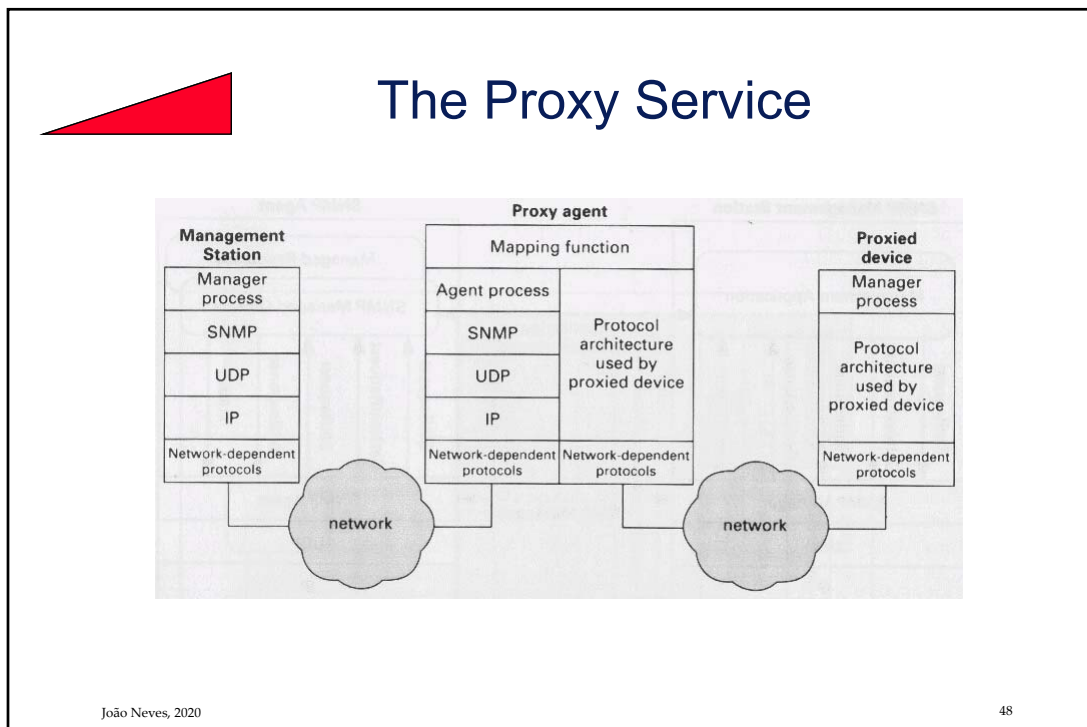 The Proxy Service
Management
Station
Manager
process
SNMP
UDP
IP
Network-dependent
protocols
network
Proxy agent
Mapping function
Agent process
SNMP
UDP
IP
Network-dependent
protocols
Protocol
architecture
used by
proxied device
Network-dependent
protocols
network
Proxied
device
Manager
process
Protocol
architecture
used by
proxied device
Network-dependent
protocols
João Neves, 2020
48